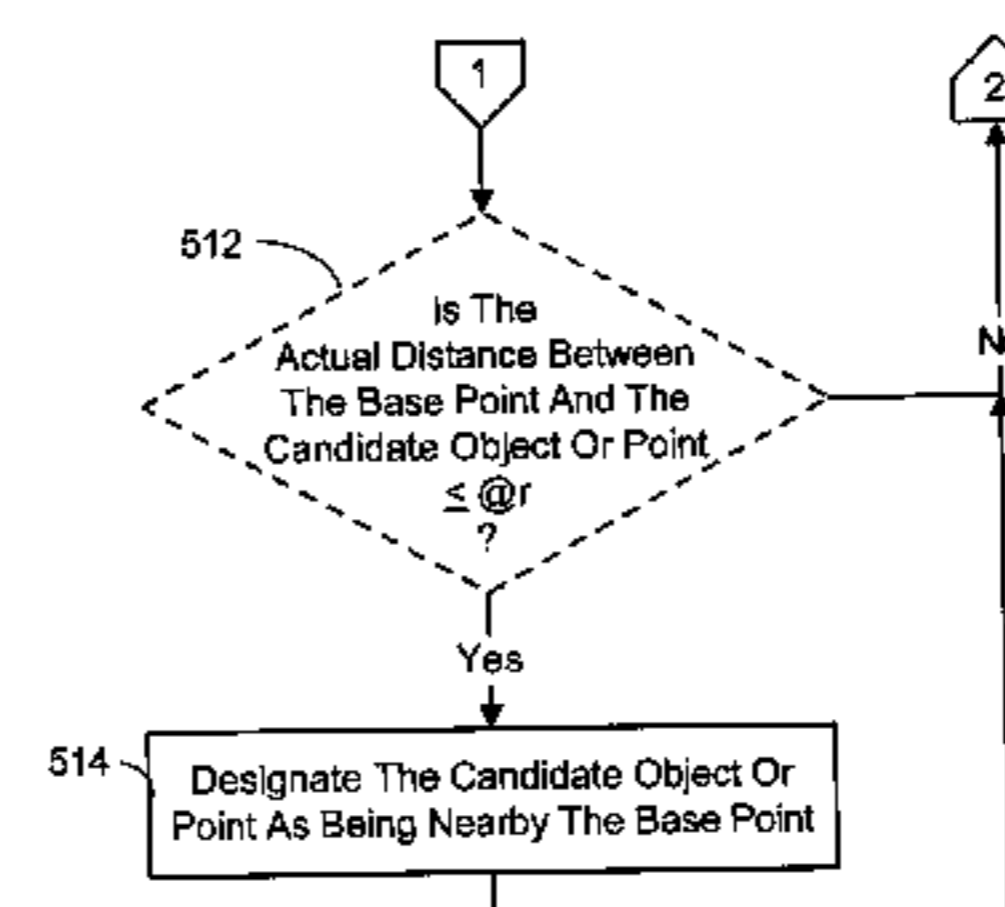 1
2
512
Is The
Actual Distance Between
The Base Point And The
Candidate Object Or Point
≤ @r
?
N
Yes
514
Designate The Candidate Object Or
Point As Being Nearby The Base Point